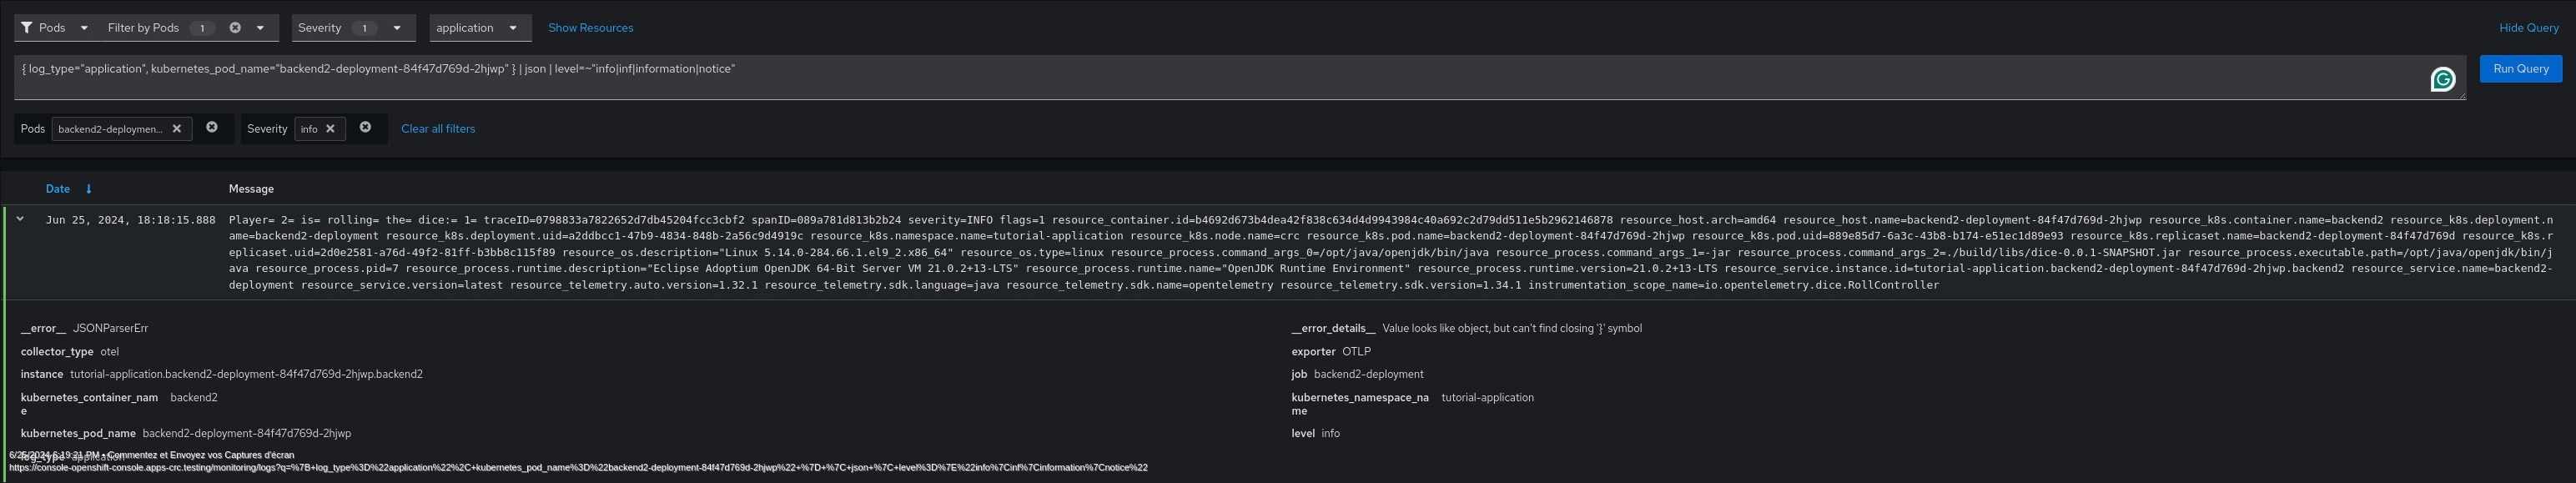 Pods Filter by Pods 1 Severity 1 application Show Resources Hide Query
{ log_type="application", kubernetes_pod_name="backend2-deployment-84f47d769d-2hjwp" } | json | level=~"info|inf|information|notice"
Run Query
Pods backend2-deploymen... Severity info Clear all filters
Date Message
Jun 25, 2024, 18:18:15.888 Player= 2= is= rolling= the= dice:= 1= traceID=0798833a7822652d7db45204fcc3cbf2 spanID=089a781d813b2b24 severity=INFO flags=1 resource_container.id=b4692d673b4dea42f838c634d4d9943984c40a692c2d79dd511e5b2962146878 resource_host.arch=amd64 resource_host.name=backend2-deployment-84f47d769d-2hjwp resource_k8s.container.name=backend2 resource_k8s.deployment.n
ame=backend2-deployment resource_k8s.deployment.uid=a2ddbcc1-47b9-4834-848b-2a56c9d4919c resource_k8s.namespace.name=tutorial-application resource_k8s.node.name=crc resource_k8s.pod.name=backend2-deployment-84f47d769d-2hjwp resource_k8s.pod.uid=889e85d7-6a3c-43b8-b174-e51ec1d89e93 resource_k8s.replicaset.name=backend2-deployment-84f47d769d resource_k8s.r
eplicaset.uid=2d0e2581-a76d-49f2-81ff-b3bb8c115f89 resource_os.description="Linux 5.14.0-284.66.1.el9_2.x86_64" resource_os.type=linux resource_process.command_args_0=/opt/java/openjdk/bin/java resource_process.command_args_1=-jar resource_process.command_args_2=./build/libs/dice-0.0.1-SNAPSHOT.jar resource_process.executable.path=/opt/java/openjdk/bin/j
ava resource_process.pid=7 resource_process.runtime.description="Eclipse Adoptium OpenJDK 64-Bit Server VM 21.0.2+13-LTS" resource_process.runtime.name="OpenJDK Runtime Environment" resource_process.runtime.version=21.0.2+13-LTS resource_service.instance.id=tutorial-application.backend2-deployment-84f47d769d-2hjwp.backend2 resource_service.name=backend2-
deployment resource_service.version=latest resource_telemetry.auto.version=1.32.1 resource_telemetry.sdk.language=java resource_telemetry.sdk.name=opentelemetry resource_telemetry.sdk.version=1.34.1 instrumentation_scope_name=io.opentelemetry.dice.RollController
__error__ JSONParserErr __error_details__ Value looks like object, but can't find closing '}' symbol
collector_type otel exporter OTLP
instance tutorial-application.backend2-deployment-84f47d769d-2hjwp.backend2 job backend2-deployment
kubernetes_container_nam backend2 kubernetes_namespace_na tutorial-application
e me
kubernetes_pod_name backend2-deployment-84f47d769d-2hjwp level info
log_type application
6/25/2024 6:19:21 PM - Commentez et Envoyez vos Captures d'écran
https://console-openshift-console.apps-crc.testing/monitoring/logs?q=%7B+log_type%3D%22application%22%2C+kubernetes_pod_name%3D%22backend2-deployment-84f47d769d-2hjwp%22+%7D+%7C+json+%7C+level%3D%7E%22info%7Cinf%7Cinformation%7Cnotice%22